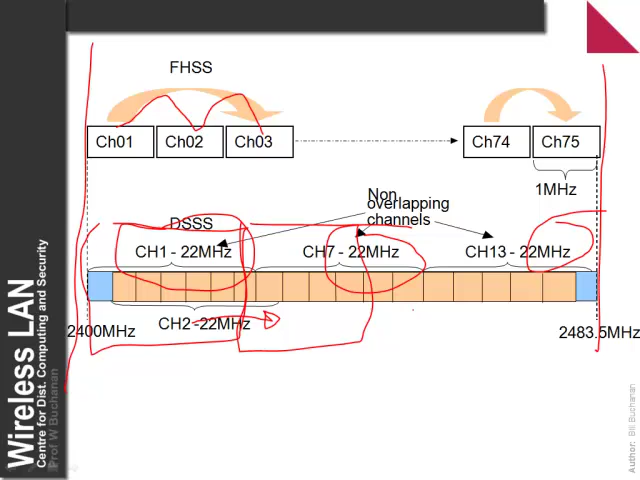 FHSS
Ch01
Ch02
Ch03
Ch74
Ch75
1MHz
Non
overlapping
channels
DSSS
CH1 - 22MHz
CH7 - 22MHz
CH13 - 22MHz
CH2 -22MHz
2400MHz
2483.5MHz
Wireless LAN
Centre for Dist. Computing and Security
Prof W Buchanan
Author: Bill Buchanan